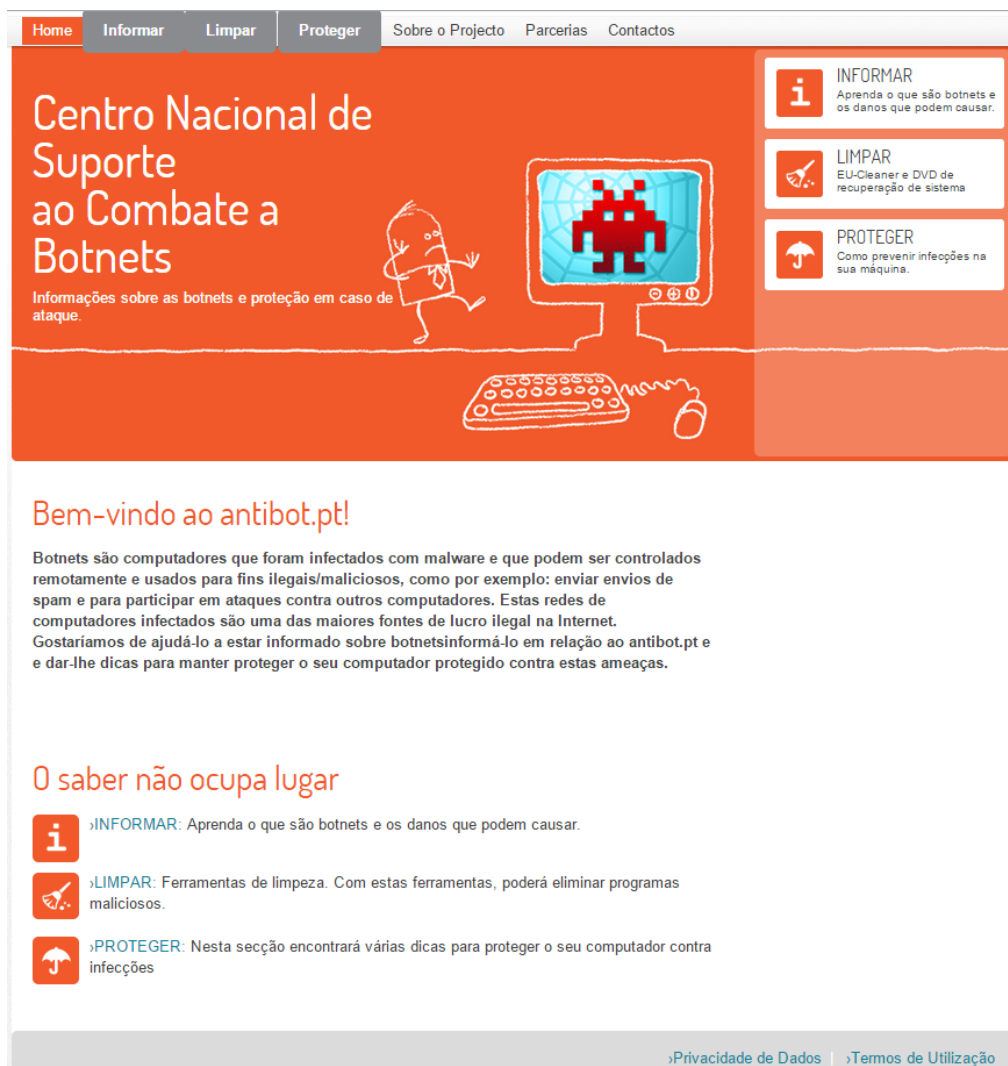 Home Informar Limpar Proteger Sobre o Projecto Parcerias Contactos
Centro Nacional de
Suporte
ao Combate a
Botnets
Informações sobre as botnets e proteção em caso de
ataque.
INFORMAR
Aprenda o que são botnets e
os danos que podem causar.
LIMPAR
EU-Cleaner e DVD de
recuperação de sistema
PROTEGER
Como prevenir infecções na
sua máquina.
Bem-vindo ao antibot.pt!
Botnets são computadores que foram infectados com malware e que podem ser controlados
remotamente e usados para fins ilegais/maliciosos, como por exemplo: enviar envios de
spam e para participar em ataques contra outros computadores. Estas redes de
computadores infectados são uma das maiores fontes de lucro ilegal na Internet.
Gostaríamos de ajudá-lo a estar informado sobre botnetsinformá-lo em relação ao antibot.pt e
e dar-lhe dicas para manter proteger o seu computador protegido contra estas ameaças.
O saber não ocupa lugar
›INFORMAR: Aprenda o que são botnets e os danos que podem causar.
›LIMPAR: Ferramentas de limpeza. Com estas ferramentas, poderá eliminar programas
maliciosos.
›PROTEGER: Nesta secção encontrará várias dicas para proteger o seu computador contra
infecções
›Privacidade de Dados | ›Termos de Utilização